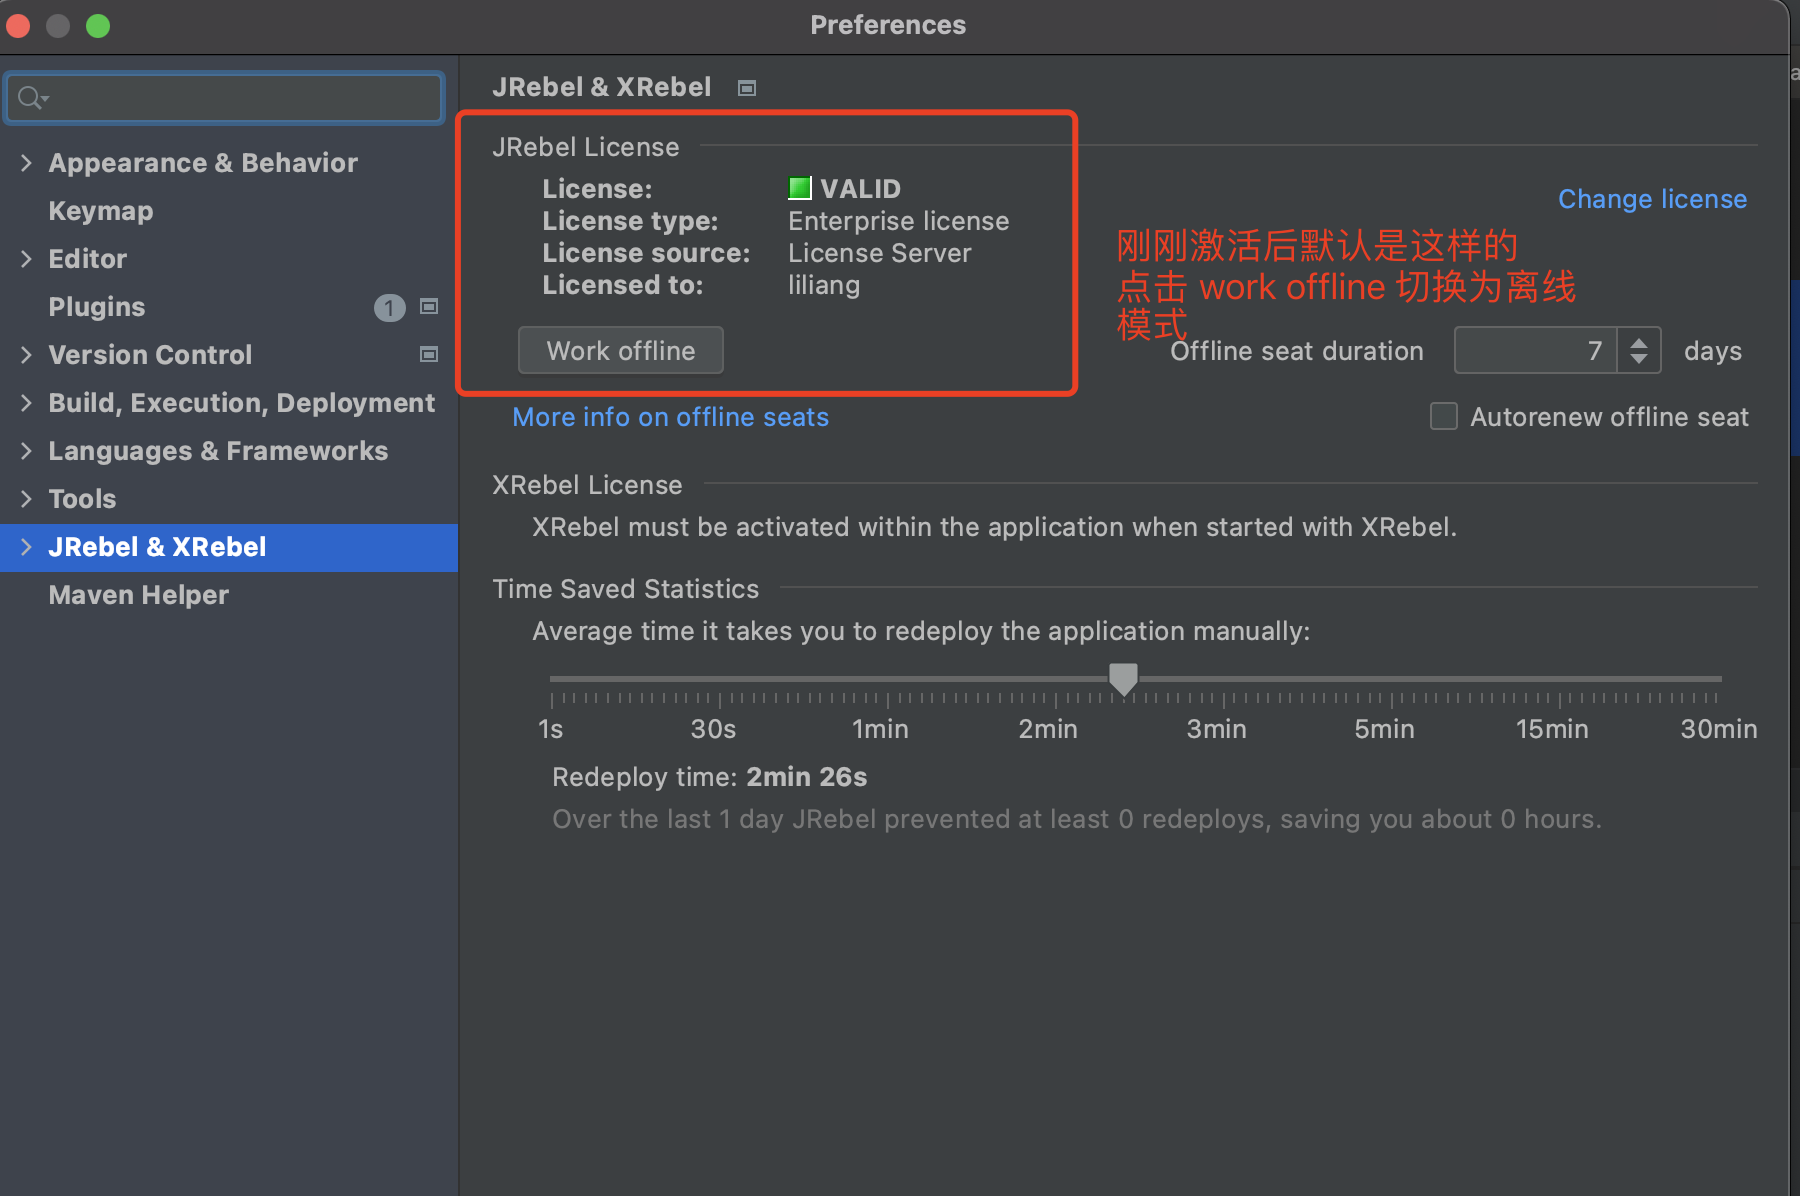 Preferences
JRebel & XRebel
JRebel License
Appearance & Behavior
License: VALID
Change license
Keymap
License type: Enterprise license
Editor
License source: License Server
刚刚激活后默认是这样的
Licensed to: liliang
点击 work offline 切换为离线
模式
Plugins 1
Version Control
Work offline
Offline seat duration 7 days
Build, Execution, Deployment
More info on offline seats
Autorenew offline seat
Languages & Frameworks
XRebel License
Tools
XRebel must be activated within the application when started with XRebel.
JRebel & XRebel
Time Saved Statistics
Maven Helper
Average time it takes you to redeploy the application manually:
1s 30s 1min 2min 3min 5min 15min 30min
Redeploy time: 2min 26s
Over the last 1 day JRebel prevented at least 0 redeploys, saving you about 0 hours.